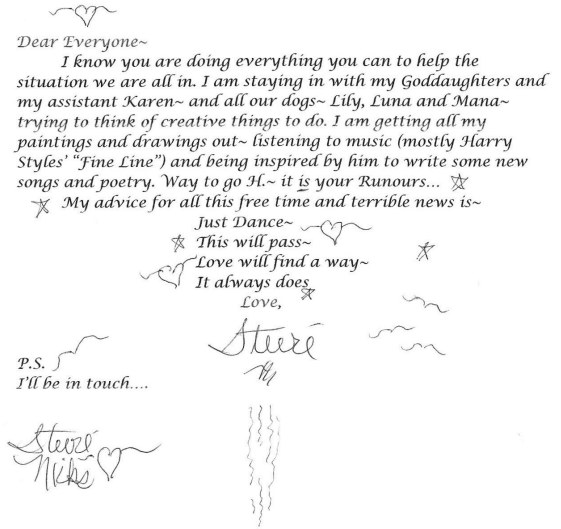 Dear Everyone~
I know you are doing everything you can to help the
situation we are all in. I am staying in with my Goddaughters and
my assistant Karen~ and all our dogs~ Lily, Luna and Mana~
trying to think of creative things to do. I am getting all my
paintings and drawings out~ listening to music (mostly Harry
Styles' "Fine Line") and being inspired by him to write some new
songs and poetry. Way to go H.~ it is your Runours...
My advice for all this free time and terrible news is~
Just Dance~
This will pass~
Love will find a way~
It always does
Love,
Stevie
P.S.
I'll be in touch....
Stevie
Nicks